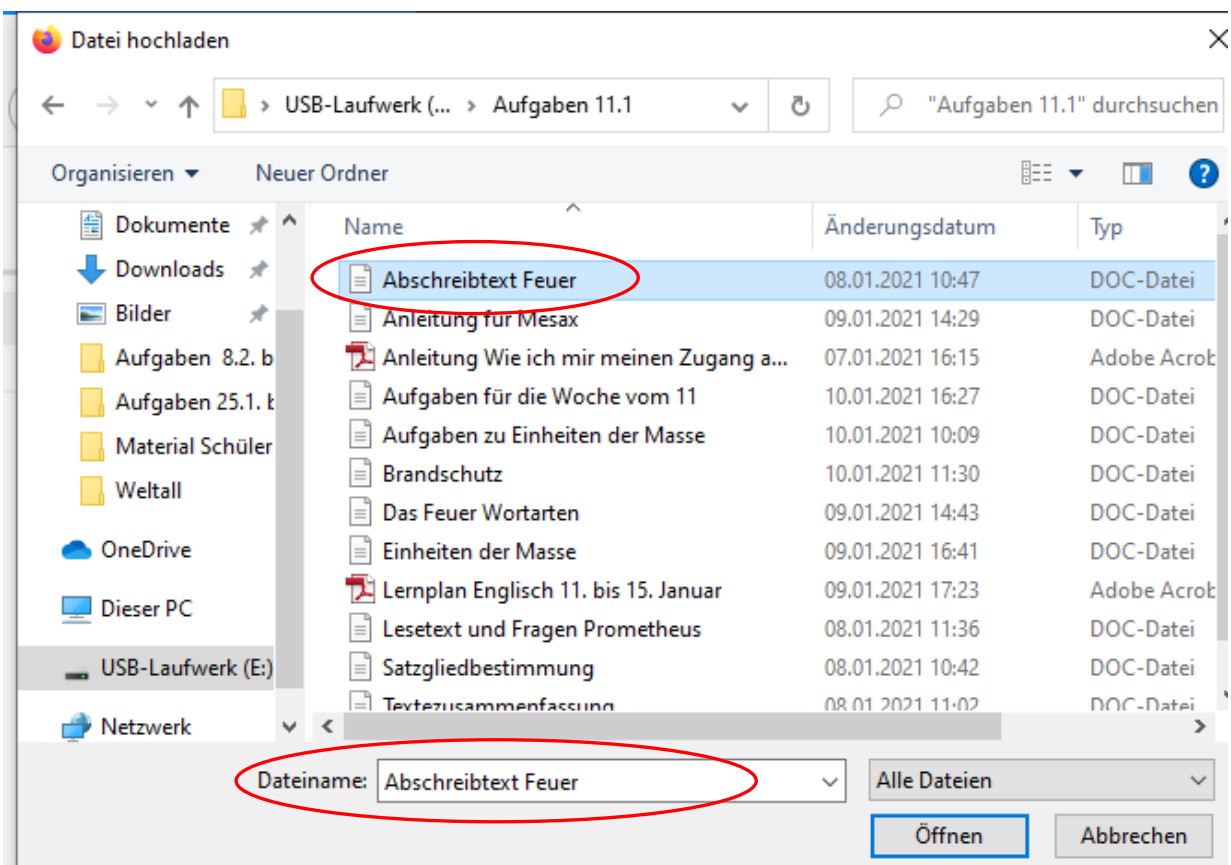 Datei hochladen
USB-Laufwerk (... > Aufgaben 11.1
"Aufgaben 11.1" durchsuchen
Organisieren Neuer Ordner ?
Dokumente
Downloads
Bilder
Aufgaben 8.2. b
Aufgaben 25.1. b
Material Schüler
Weltall
OneDrive
Dieser PC
USB-Laufwerk (E:)
Netzwerk
Name Änderungsdatum Typ
Abschreibtext Feuer 08.01.2021 10:47 DOC-Datei
Anleitung für Mesax 09.01.2021 14:29 DOC-Datei
Anleitung Wie ich mir meinen Zugang a... 07.01.2021 16:15 Adobe Acrob
Aufgaben für die Woche vom 11 10.01.2021 16:27 DOC-Datei
Aufgaben zu Einheiten der Masse 10.01.2021 10:09 DOC-Datei
Brandschutz 10.01.2021 11:30 DOC-Datei
Das Feuer Wortarten 09.01.2021 14:43 DOC-Datei
Einheiten der Masse 09.01.2021 16:41 DOC-Datei
Lernplan Englisch 11. bis 15. Januar 09.01.2021 17:23 Adobe Acrob
Lesetext und Fragen Prometheus 08.01.2021 11:36 DOC-Datei
Satzgliedbestimmung 08.01.2021 10:42 DOC-Datei
Textezusammenfassung 08.01.2021 11:02 DOC-Datei
Dateiname: Abschreibtext Feuer Alle Dateien
Öffnen Abbrechen